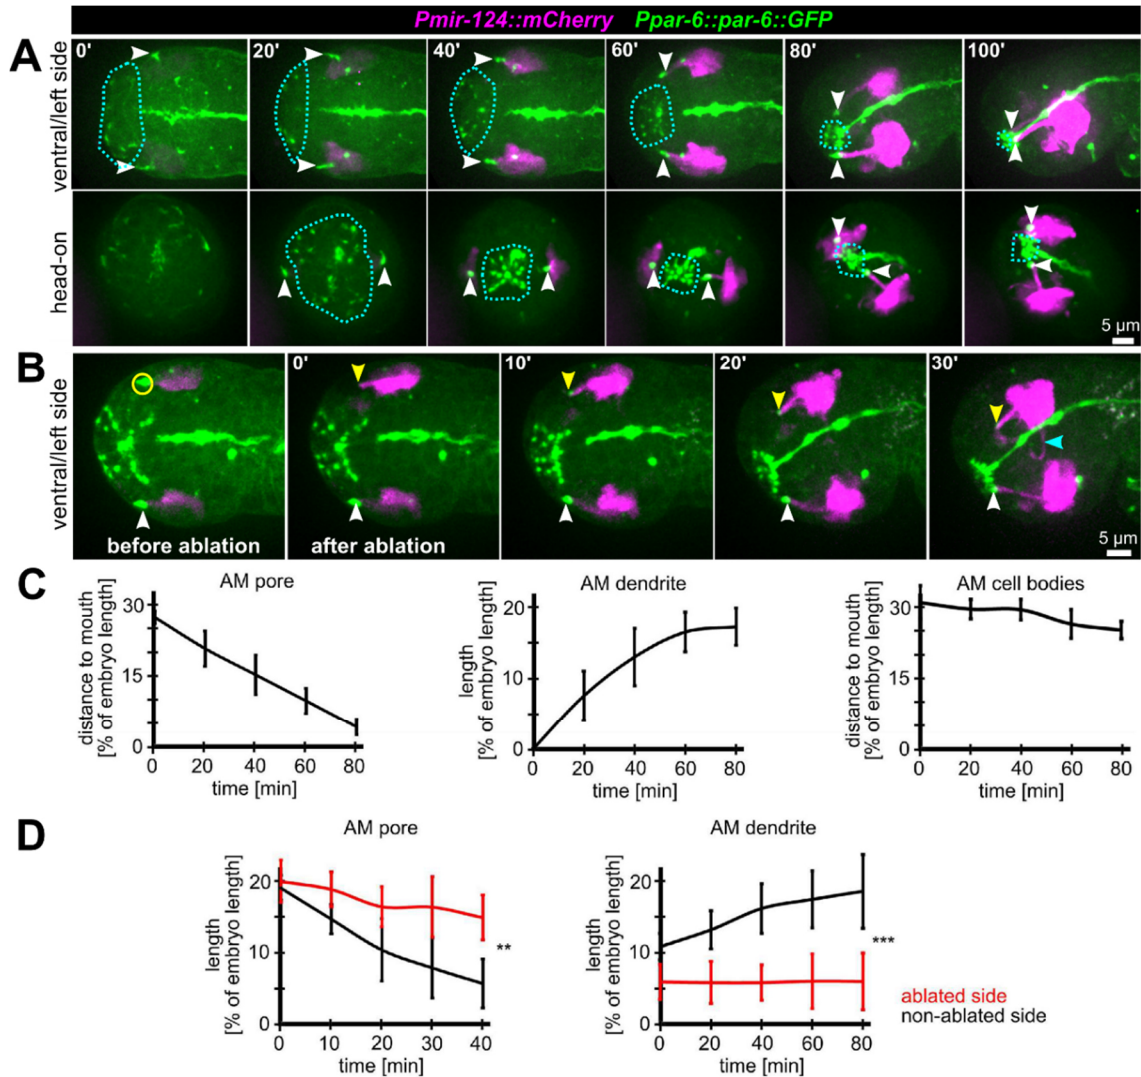 Pmir-124::mCherry Ppar-6::par-6::GFP
A
ventral/left side
0' 20' 40' 60' 80' 100'
head-on
5 µm
B
ventral/left side
0' 10' 20' 30'
before ablation after ablation
5 µm
C
AM pore
distance to mouth
[% of embryo length]
30
15
0
0 20 40 60 80
time [min]
AM dendrite
length
[% of embryo length]
20
10
0
0 20 40 60 80
time [min]
AM cell bodies
distance to mouth
[% of embryo length]
30
15
0
0 20 40 60 80
time [min]
D
AM pore
length
[% of embryo length]
20
10
0
0 10 20 30 40
time [min]
**
AM dendrite
length
[% of embryo length]
20
10
0
0 20 40 60 80
time [min]
***
ablated side
non-ablated side